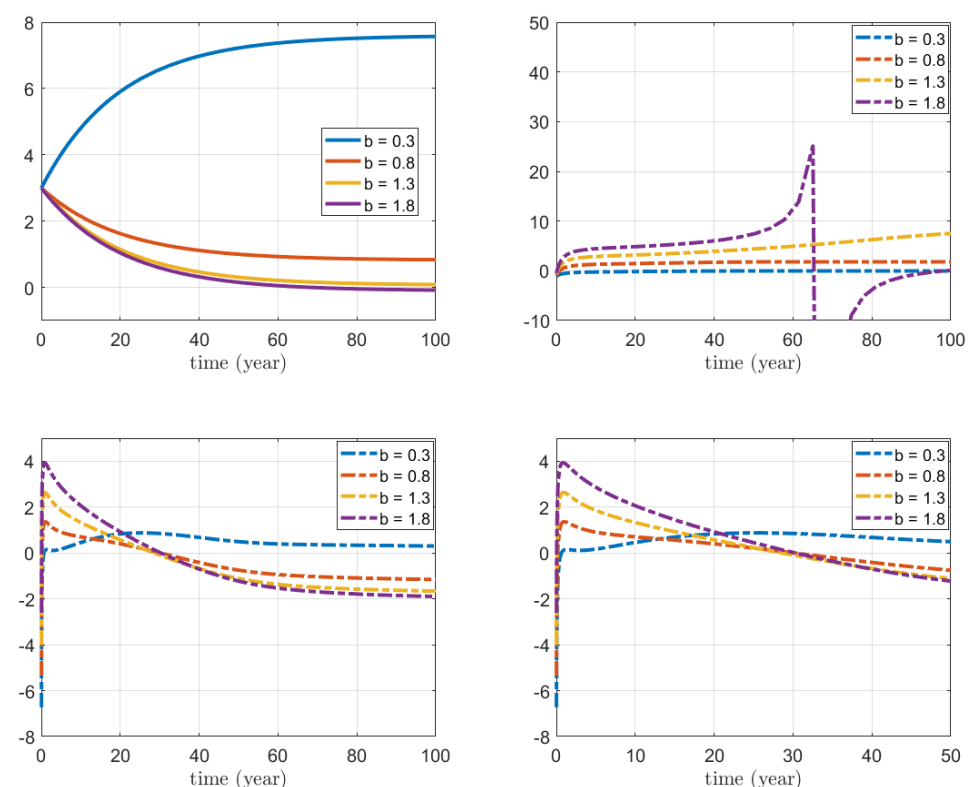 8
6
4
2
0
0
20
40
60
80
100
time (year)
b = 0.3
b = 0.8
b = 1.3
b = 1.8
50
40
30
20
10
0
-10
0
20
40
60
80
100
time (year)
b = 0.3
b = 0.8
b = 1.3
b = 1.8
4
2
0
-2
-4
-6
-8
0
20
40
60
80
100
time (year)
b = 0.3
b = 0.8
b = 1.3
b = 1.8
4
2
0
-2
-4
-6
-8
0
10
20
30
40
50
time (year)
b = 0.3
b = 0.8
b = 1.3
b = 1.8